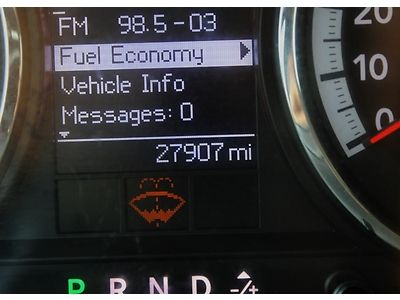 FM 98.5-03
Fuel Economy
Vehicle Info
Messages: 0
27907 mi
20
10
0
P R N D -/+